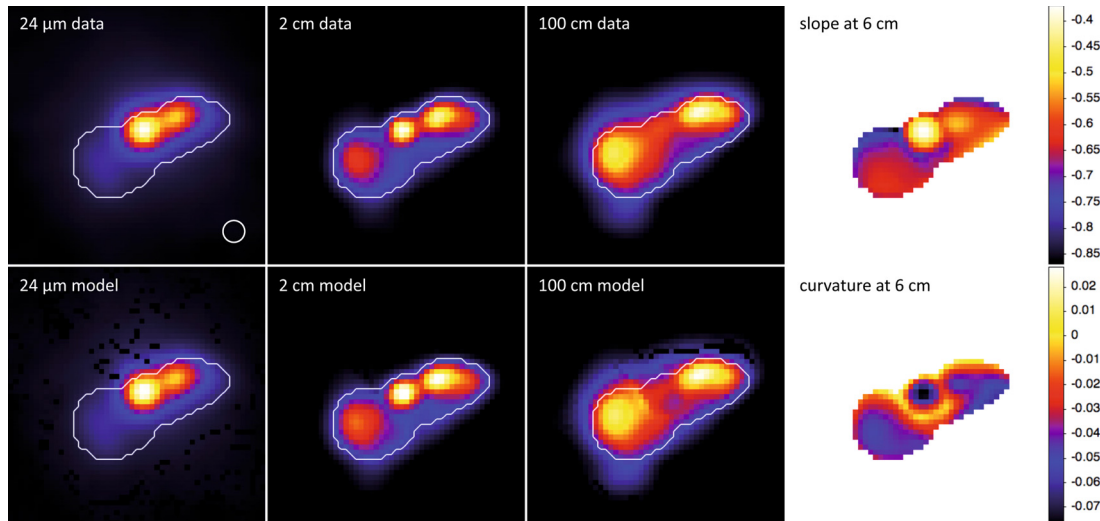 24 μm data
2 cm data
100 cm data
slope at 6 cm
-0.4
-0.45
-0.5
-0.55
-0.6
-0.65
-0.7
-0.75
-0.8
-0.85
24 μm model
2 cm model
100 cm model
curvature at 6 cm
0.02
0.01
0
-0.01
-0.02
-0.03
-0.04
-0.05
-0.06
-0.07